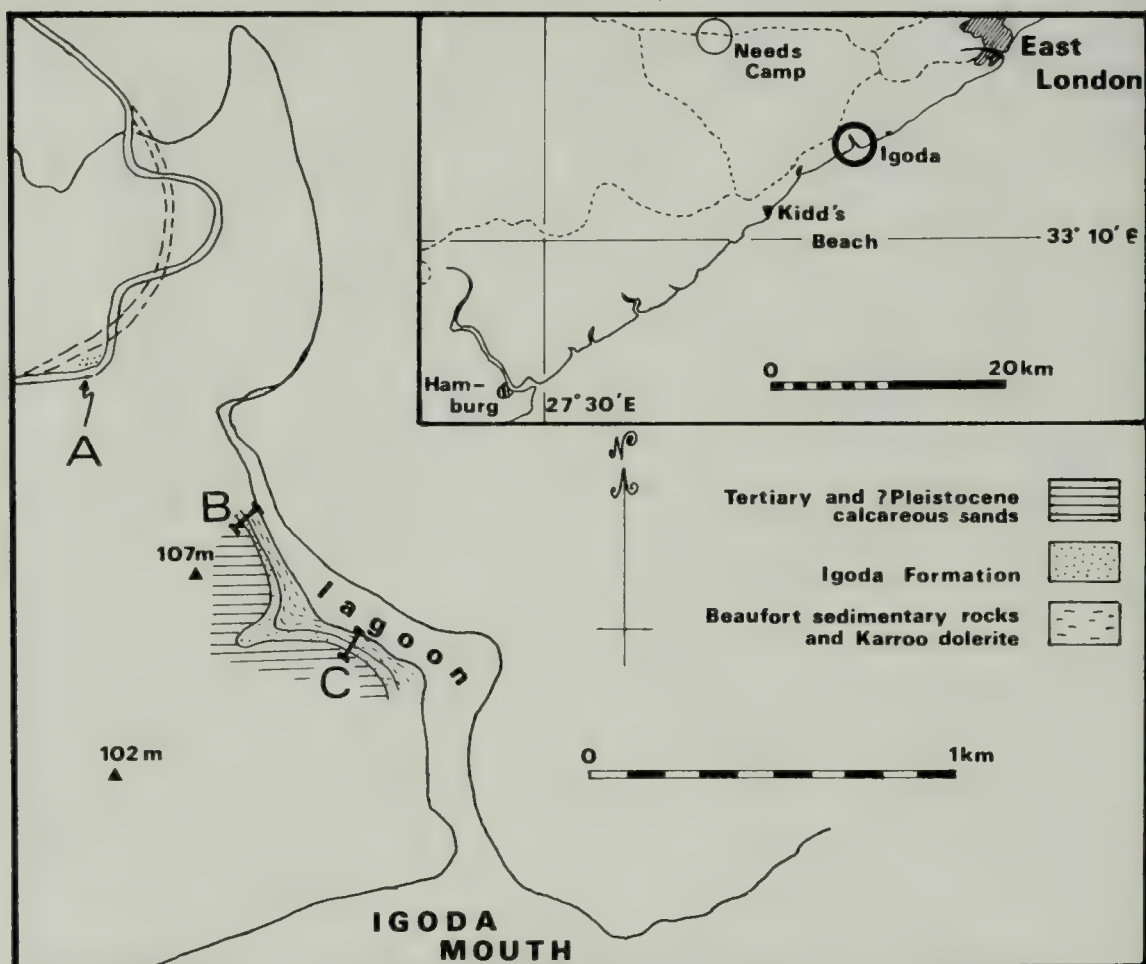 Needs
Camp
East
London
Igoda
Kidd's
Beach
33° 10' E
Ham-
burg
27° 30' E
0 20km
A
N
Tertiary and ?Pleistocene
calcareous sands
Igoda Formation
Beaufort sedimentary rocks
and Karroo dolerite
B
107m
lagoon
C
102m
0 1km
IGODA
MOUTH